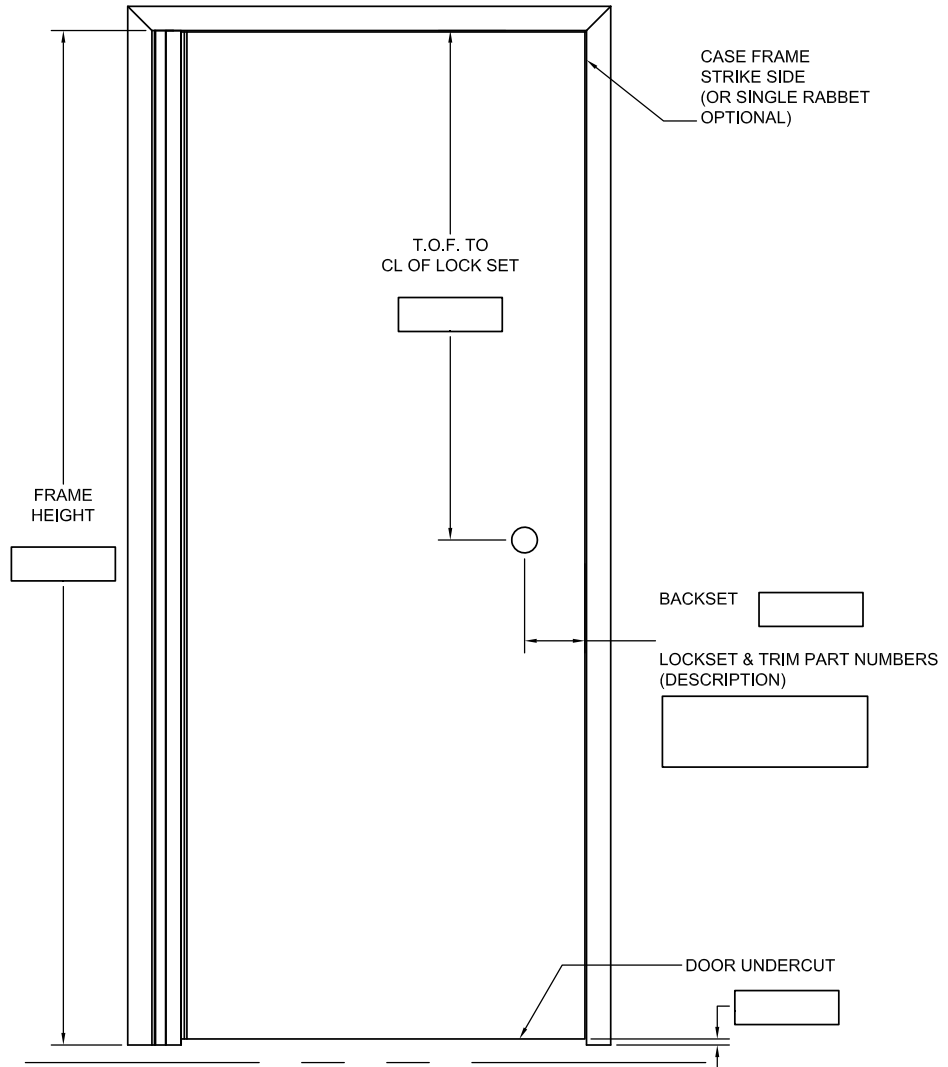 CASE FRAME
STRIKE SIDE
(OR SINGLE RABBET
OPTIONAL)
T.O.F. TO
CL OF LOCK SET
FRAME
HEIGHT
BACKSET
LOCKSET & TRIM PART NUMBERS
(DESCRIPTION)
DOOR UNDERCUT